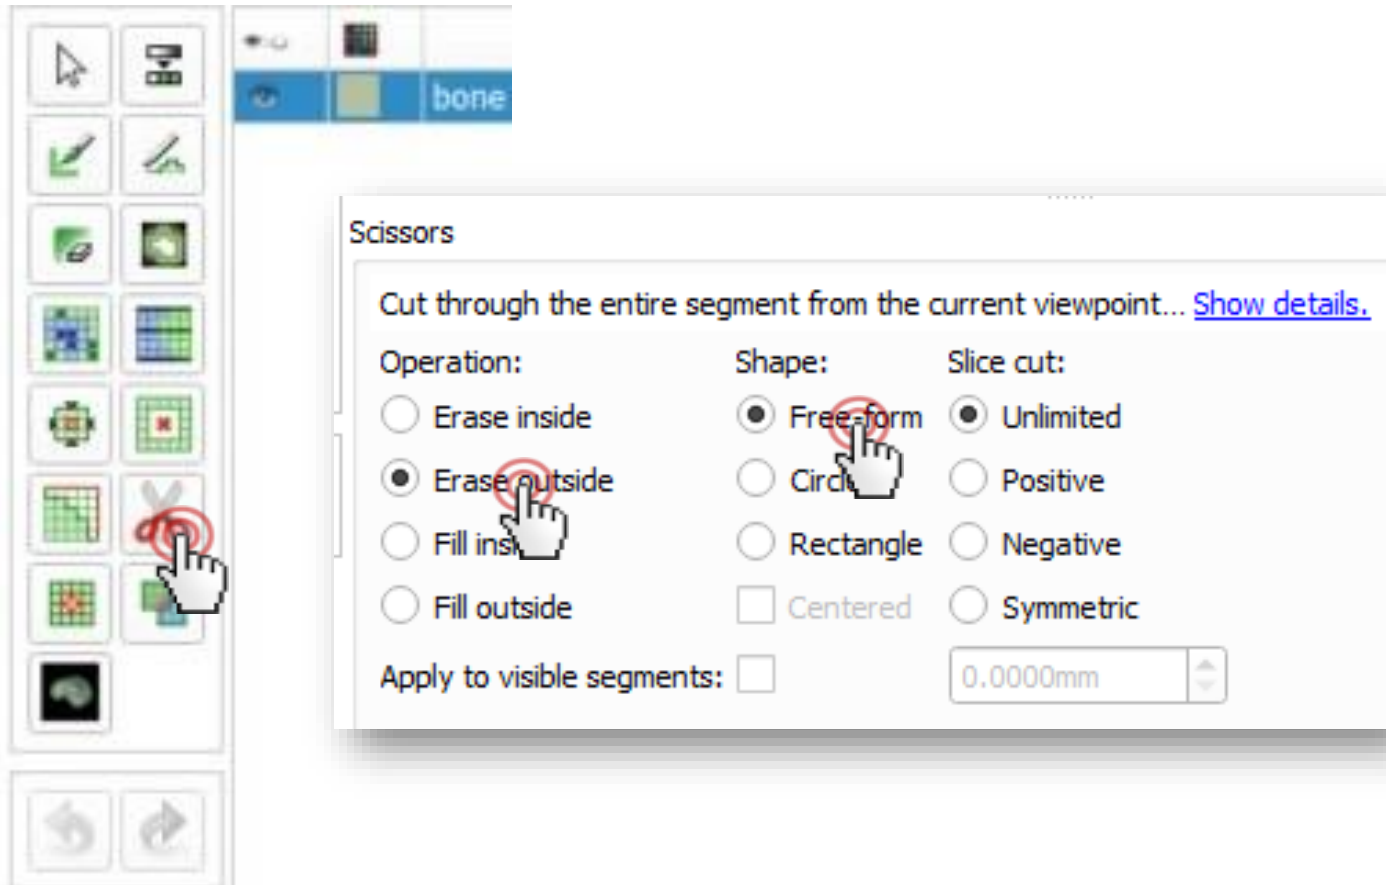 bone
Scissors
Cut through the entire segment from the current viewpoint... Show details.
Operation: Shape: Slice cut:
Erase inside Free-form Unlimited
Erase outside Positive
Fill Rectangle Negative
Fill outside Centered Symmetric
Apply to visible segments: 0.0000mm